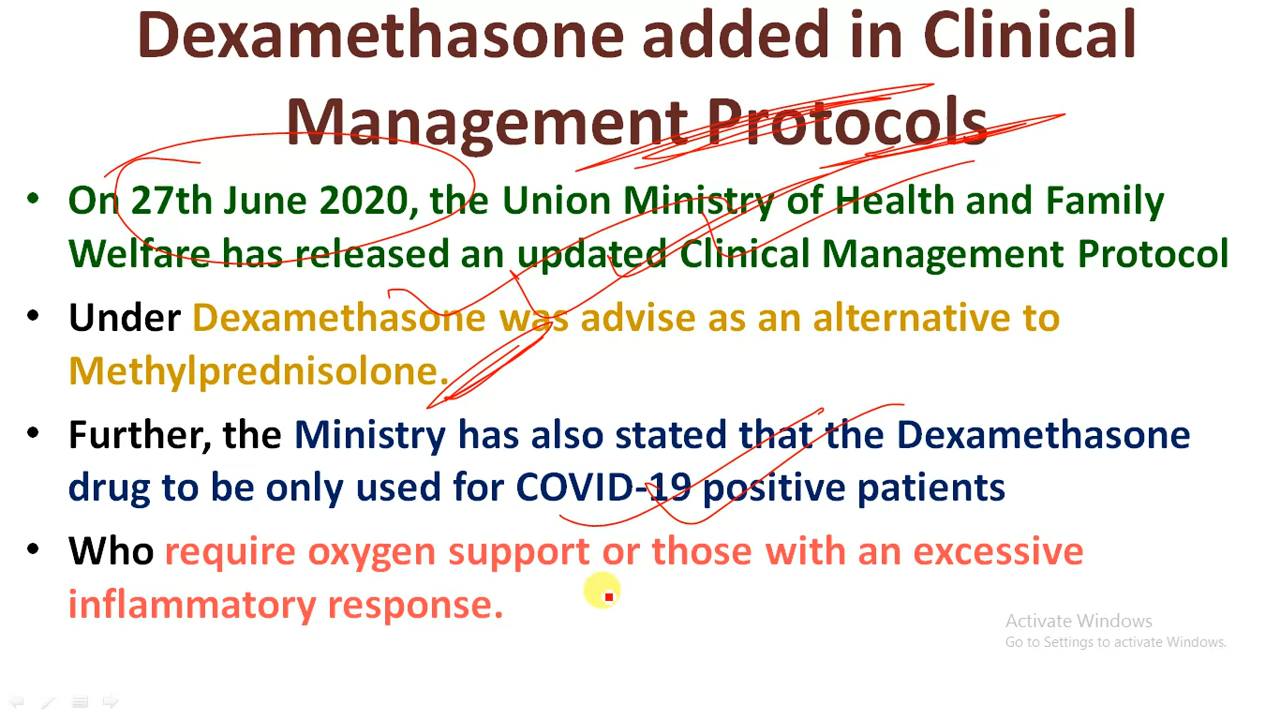 Dexamethasone added in Clinical
Management Protocols
• On 27th June 2020, the Union Ministry of Health and Family
Welfare has released an updated Clinical Management Protocol
• Under Dexamethasone was advise as an alternative to
Methylprednisolone.
• Further, the Ministry has also stated that the Dexamethasone
drug to be only used for COVID-19 positive patients
• Who require oxygen support or those with an excessive
inflammatory response.
Activate Windows
Go to Settings to activate Windows.